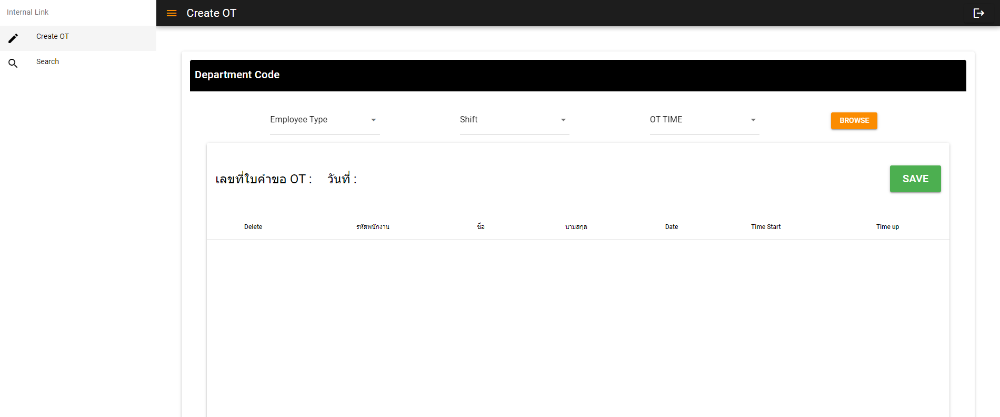 Internal Link
Create OT
Search
Create OT
Department Code
Employee Type
Shift
OT TIME
BROWSE
เลขที่ใบคำขอ OT : วันที่ :
SAVE
Delete รหัสพนักงาน ชื่อ นามสกุล Date Time Start Time up